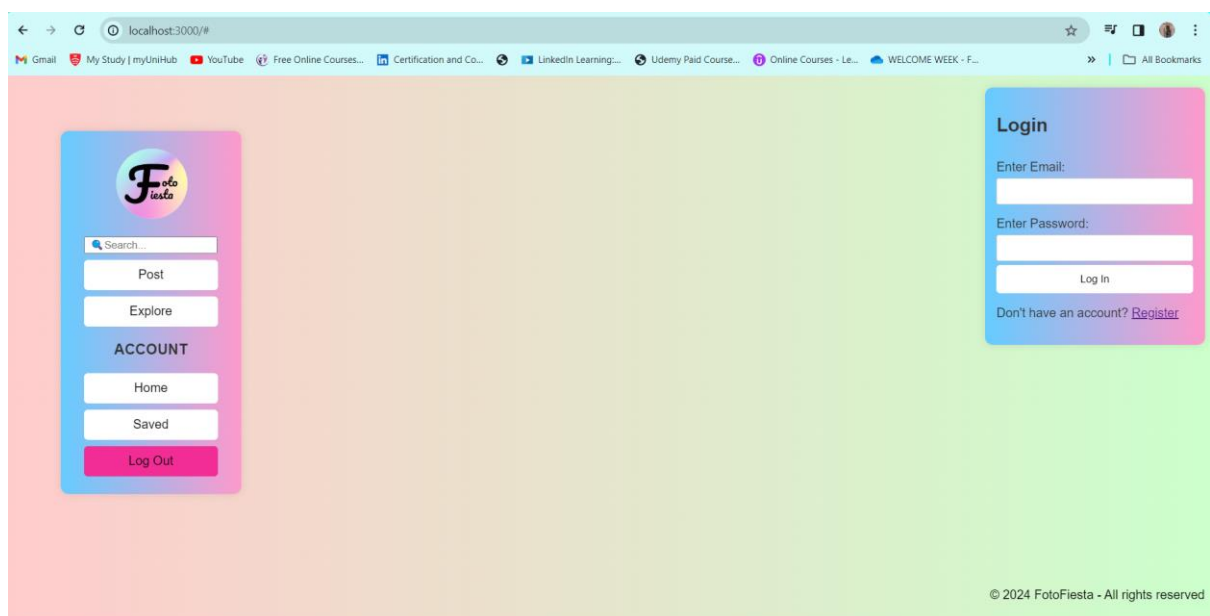 localhost:3000/#
Gmail My Study | myUniHub YouTube Free Online Courses... Certification and Co... LinkedIn Learning:... Udemy Paid Course... Online Courses - Le... WELCOME WEEK - F... » All Bookmarks
Foto
Fiesta
Search...
Post
Explore
ACCOUNT
Home
Saved
Log Out
Login
Enter Email:
Enter Password:
Log In
Don't have an account? Register
© 2024 FotoFiesta - All rights reserved